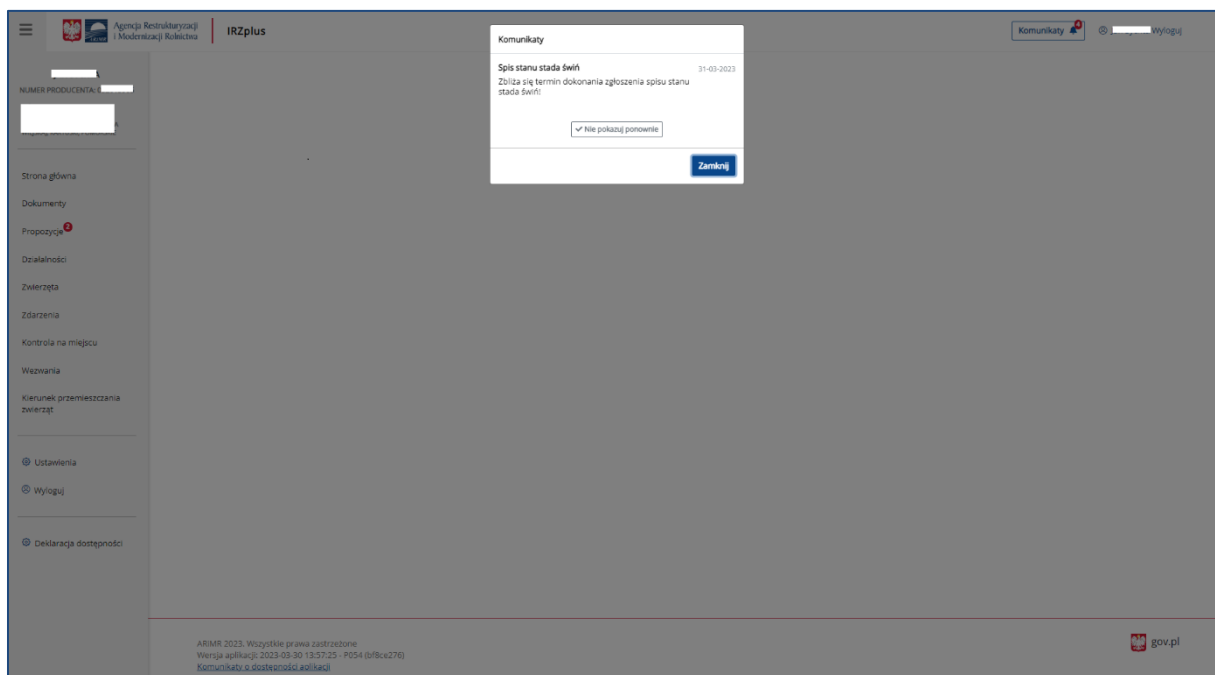 Agencja Restrukturyzacji
i Modernizacji Rolnictwa
IRZplus
Komunikaty 4
Wyloguj
Komunikaty
Spis stanu stada świń 31-03-2023
Zbliża się termin dokonania zgłoszenia spisu stanu
stada świń!
Nie pokazuj ponownie
Zamknij
NUMER PRODUCENTA:
Strona główna
Dokumenty
Propozycje
Działalności
Zwierzęta
Zdarzenia
Kontrola na miejscu
Wezwania
Kierunek przemieszczania
zwierząt
Ustawienia
Wyloguj
Deklaracja dostępności
ARiMR 2023. Wszystkie prawa zastrzeżone
Wersja aplikacji: 2023-03-30 13:57:25 - P054 (bf8ce276)
Komunikaty o dostępności aplikacji
gov.pl